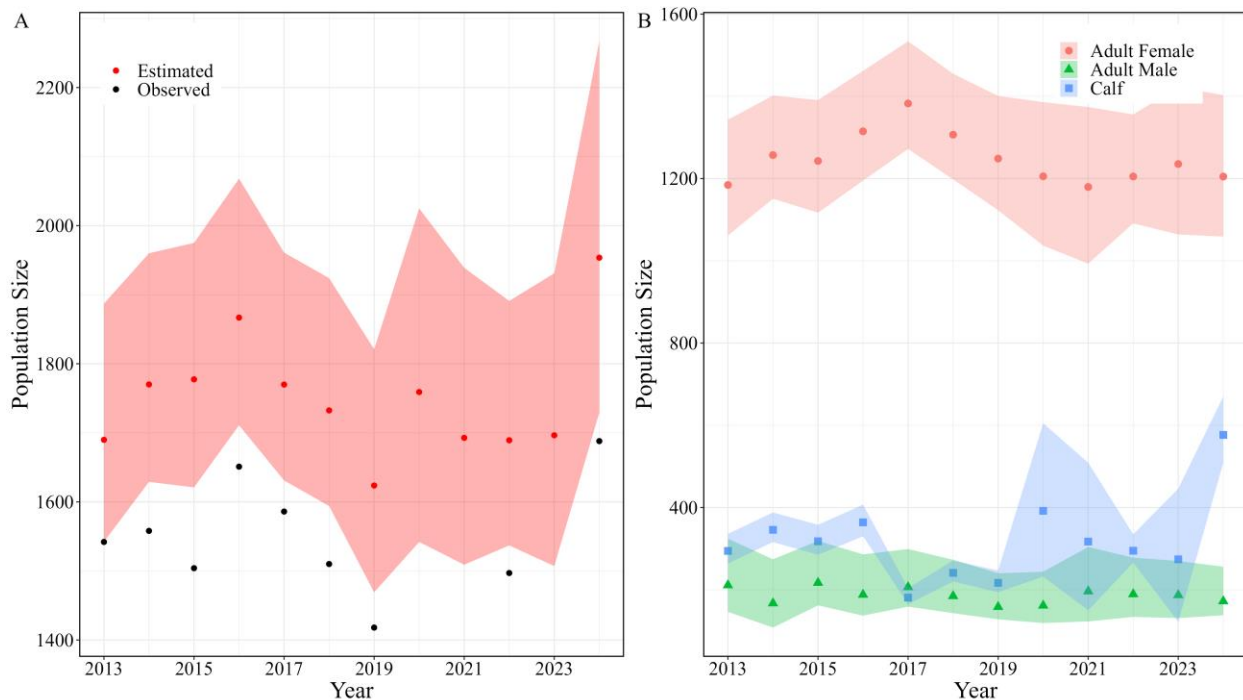 A
Estimated
Observed
2200
2000
1800
1600
1400
Population Size
2013 2015 2017 2019 2021 2023
Year
B
Adult Female
Adult Male
Calf
1600
1200
800
400
Population Size
2013 2015 2017 2019 2021 2023
Year